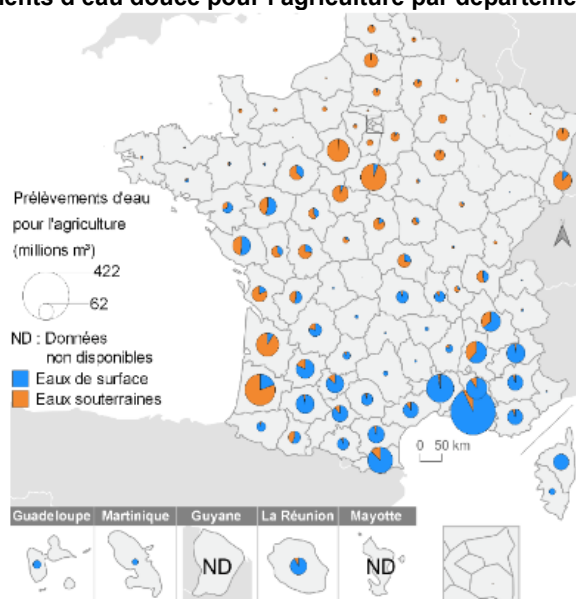 ments d'eau douce pour l'agriculture par départeme
Prélèvements d'eau
pour l'agriculture
(millions m³)
422
62
ND : Données
non disponibles
Eaux de surface
Eaux souterraines
0 50 km
Guadeloupe Martinique Guyane La Réunion Mayotte
ND ND